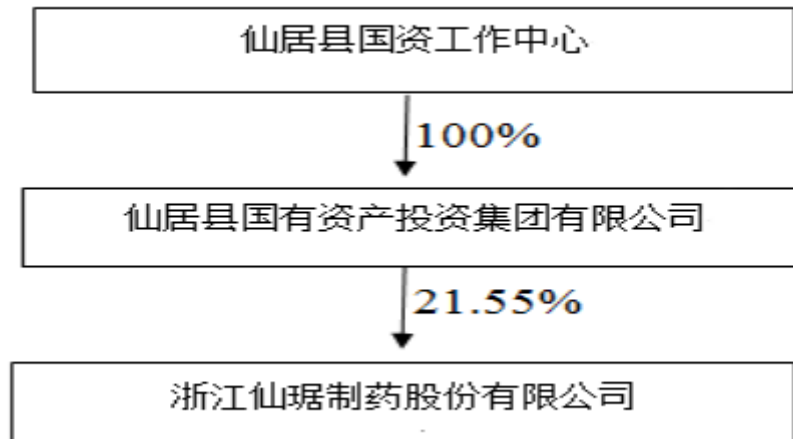 仙居县国资工作中心
100%
仙居县国有资产投资集团有限公司
21.55%
浙江仙琚制药股份有限公司